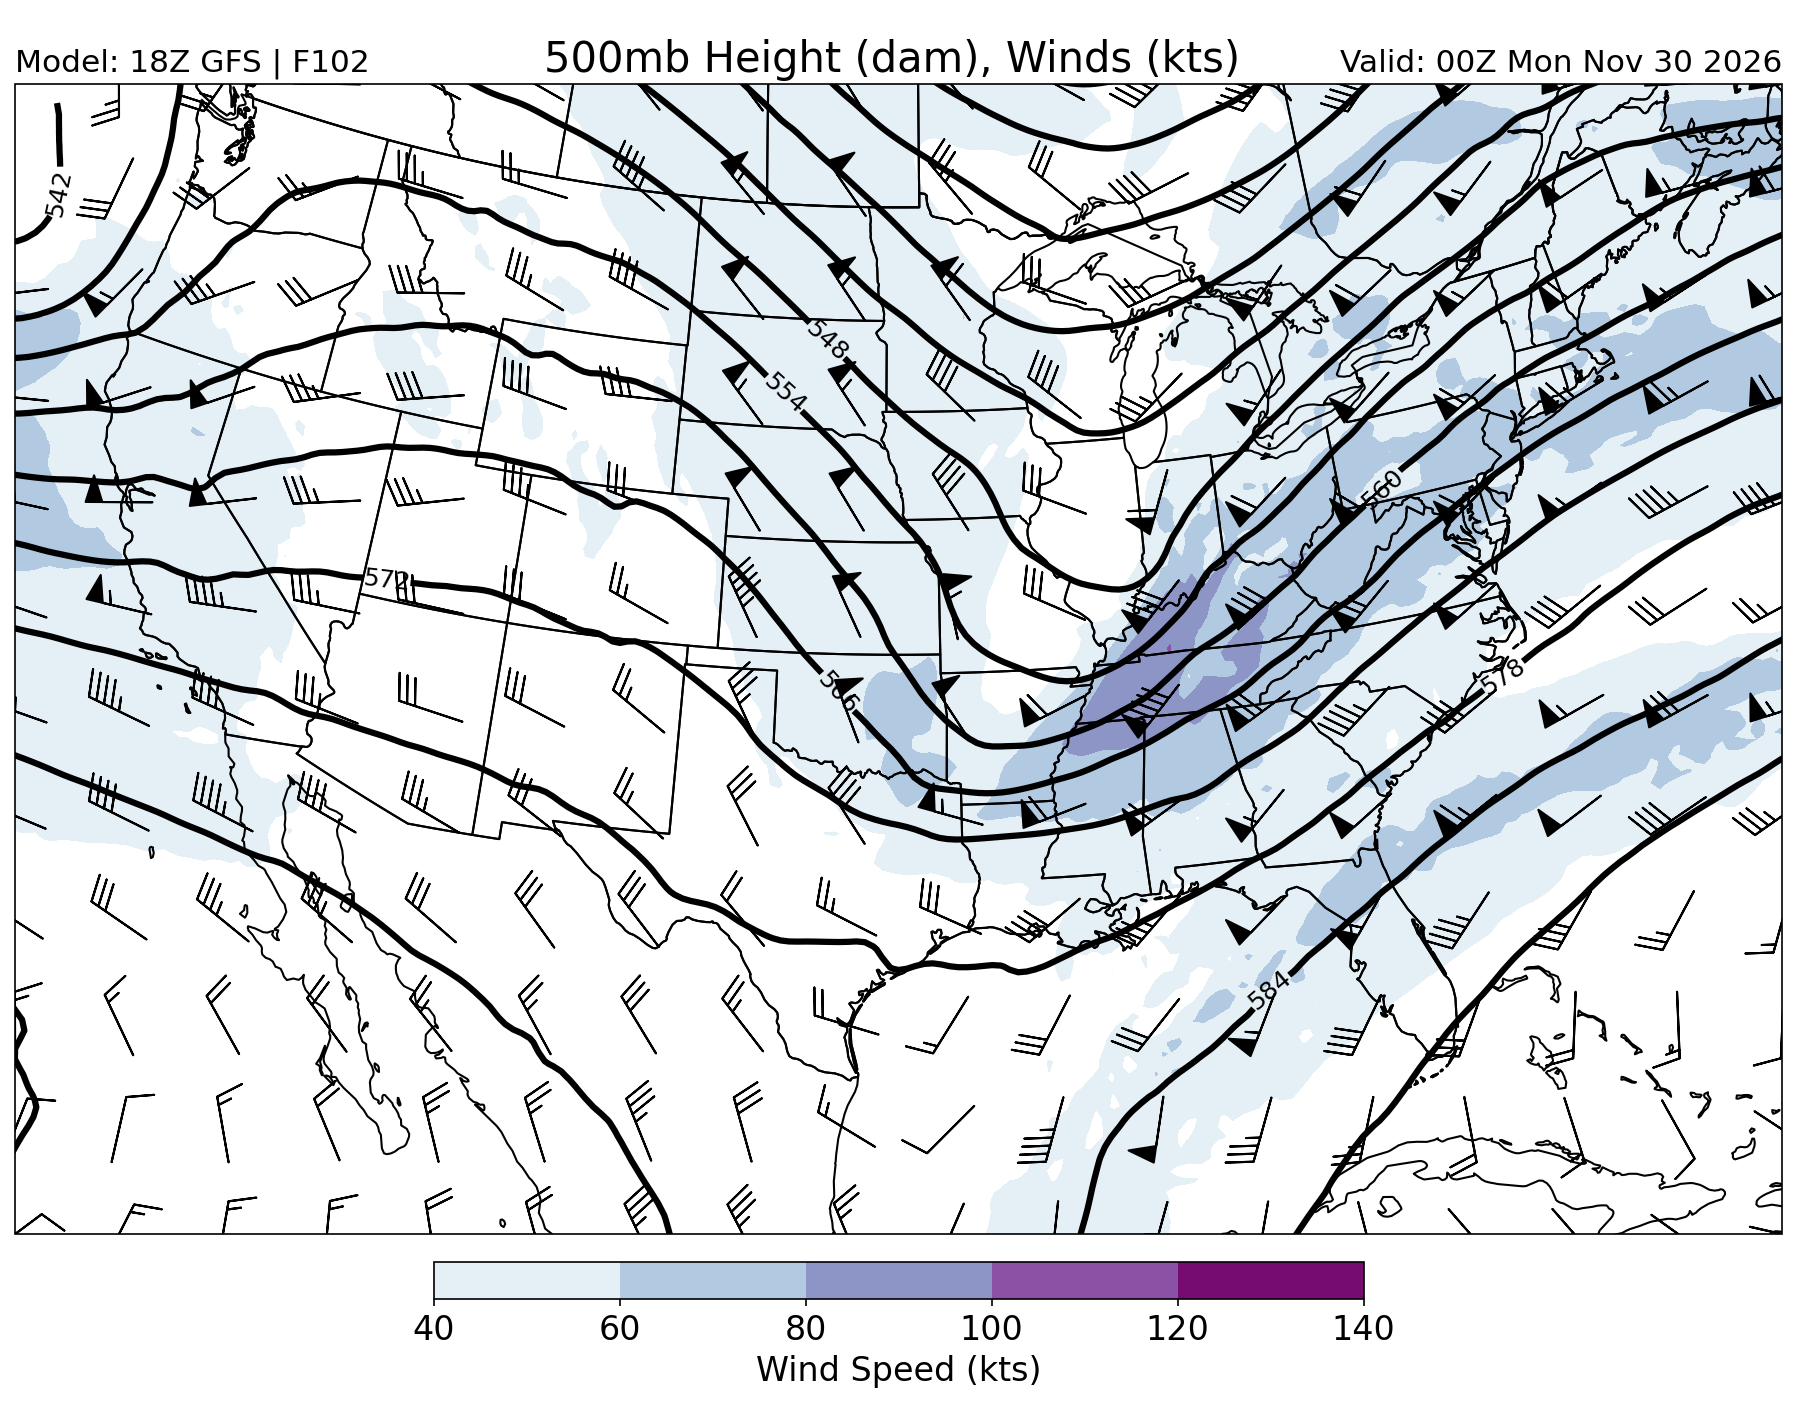 Model: 18Z GFS | F102
500mb Height (dam), Winds (kts)
Valid: 00Z Mon Nov 30 2026
542
548
554
560
572
566
578
584
40 60 80 100 120 140
Wind Speed (kts)